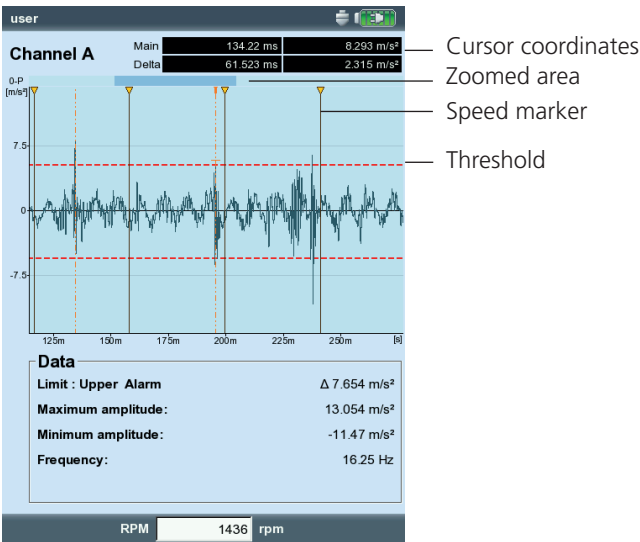 user
Channel A
Main 134.22 ms 8.293 m/s²
Delta 61.523 ms 2.315 m/s²
Cursor coordinates
Zoomed area
Speed marker
Threshold
0-P
[m/s²]
7.5
0
-7.5
125m 150m 175m 200m 225m 250m [s]
Data
Limit : Upper Alarm Δ 7.654 m/s²
Maximum amplitude: 13.054 m/s²
Minimum amplitude: -11.47 m/s²
Frequency: 16.25 Hz
RPM 1436 rpm